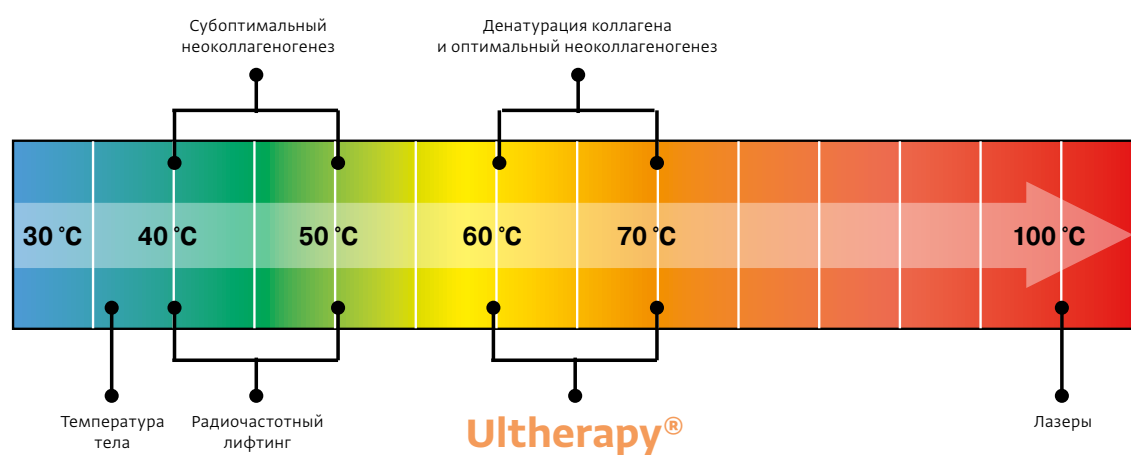 Субоптимальный
неоколлагеногенез
Денатурация коллагена
и оптимальный неоколлагеногенез
30 °C
40 °C
50 °C
60 °C
70 °C
100 °C
Температура
тела
Радиочастотный
лифтинг
Ultherapy®
Лазеры